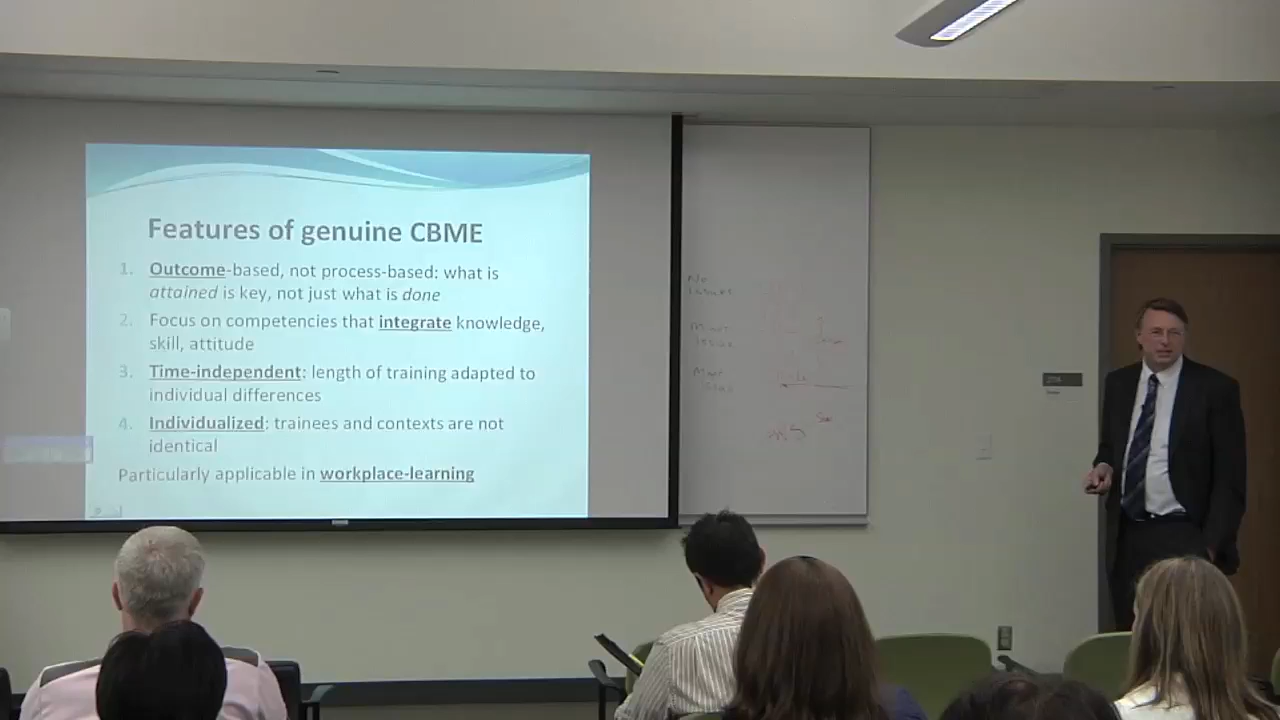 Features of genuine CBME
1. Outcome-based, not process-based: what is
attained is key, not just what is done
2. Focus on competencies that integrate knowledge,
skill, attitude
3. Time-independent: length of training adapted to
individual differences
4. Individualized: trainees and contexts are not
identical
Particularly applicable in workplace-learning
No